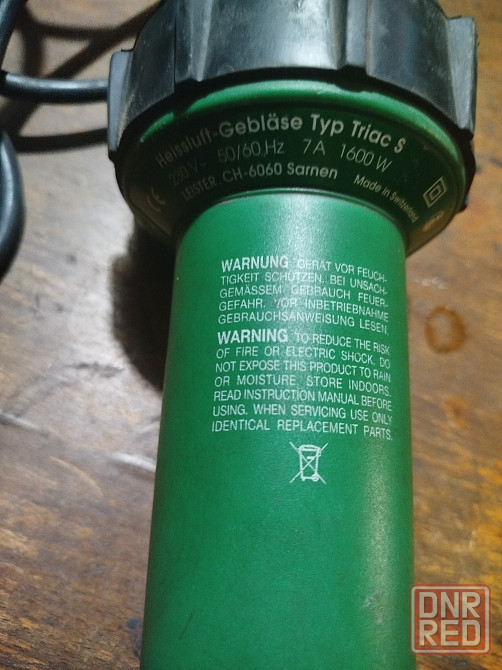 Heissluft-Gebläse Typ Triac S
230 V~ 50/60 Hz 7A 1600 W
LEISTER CH-6060 Sarnen Made in Switzerland
CE
WARNUNG GERÄT VOR FEUCH-
TIGKEIT SCHÜTZEN. BEI UNSACH-
GEMÄSSEM GEBRAUCH FEUER-
GEFAHR. VOR INBETRIEBNAHME
GEBRAUCHSANWEISUNG LESEN.
WARNING TO REDUCE THE RISK
OF FIRE OR ELECTRIC SHOCK. DO
NOT EXPOSE THIS PRODUCT TO RAIN
OR MOISTURE. STORE INDOORS.
READ INSTRUCTION MANUAL BEFORE
USING. WHEN SERVICING USE ONLY
IDENTICAL REPLACEMENT PARTS.
DNR
RED